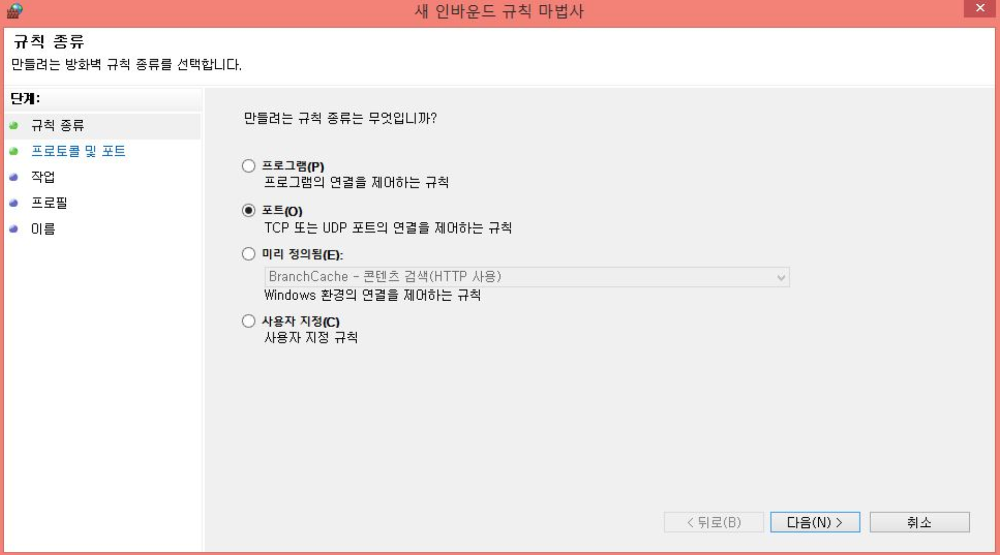 새 인바운드 규칙 마법사
규칙 종류
만들려는 방화벽 규칙 종류를 선택합니다.
단계:
규칙 종류
프로토콜 및 포트
작업
프로필
이름
만들려는 규칙 종류는 무엇입니까?
프로그램(P)
프로그램의 연결을 제어하는 규칙
포트(O)
TCP 또는 UDP 포트의 연결을 제어하는 규칙
미리 정의됨(E):
BranchCache - 콘텐츠 검색(HTTP 사용)
Windows 환경의 연결을 제어하는 규칙
사용자 지정(C)
사용자 지정 규칙
< 뒤로(B) 다음(N) > 취소